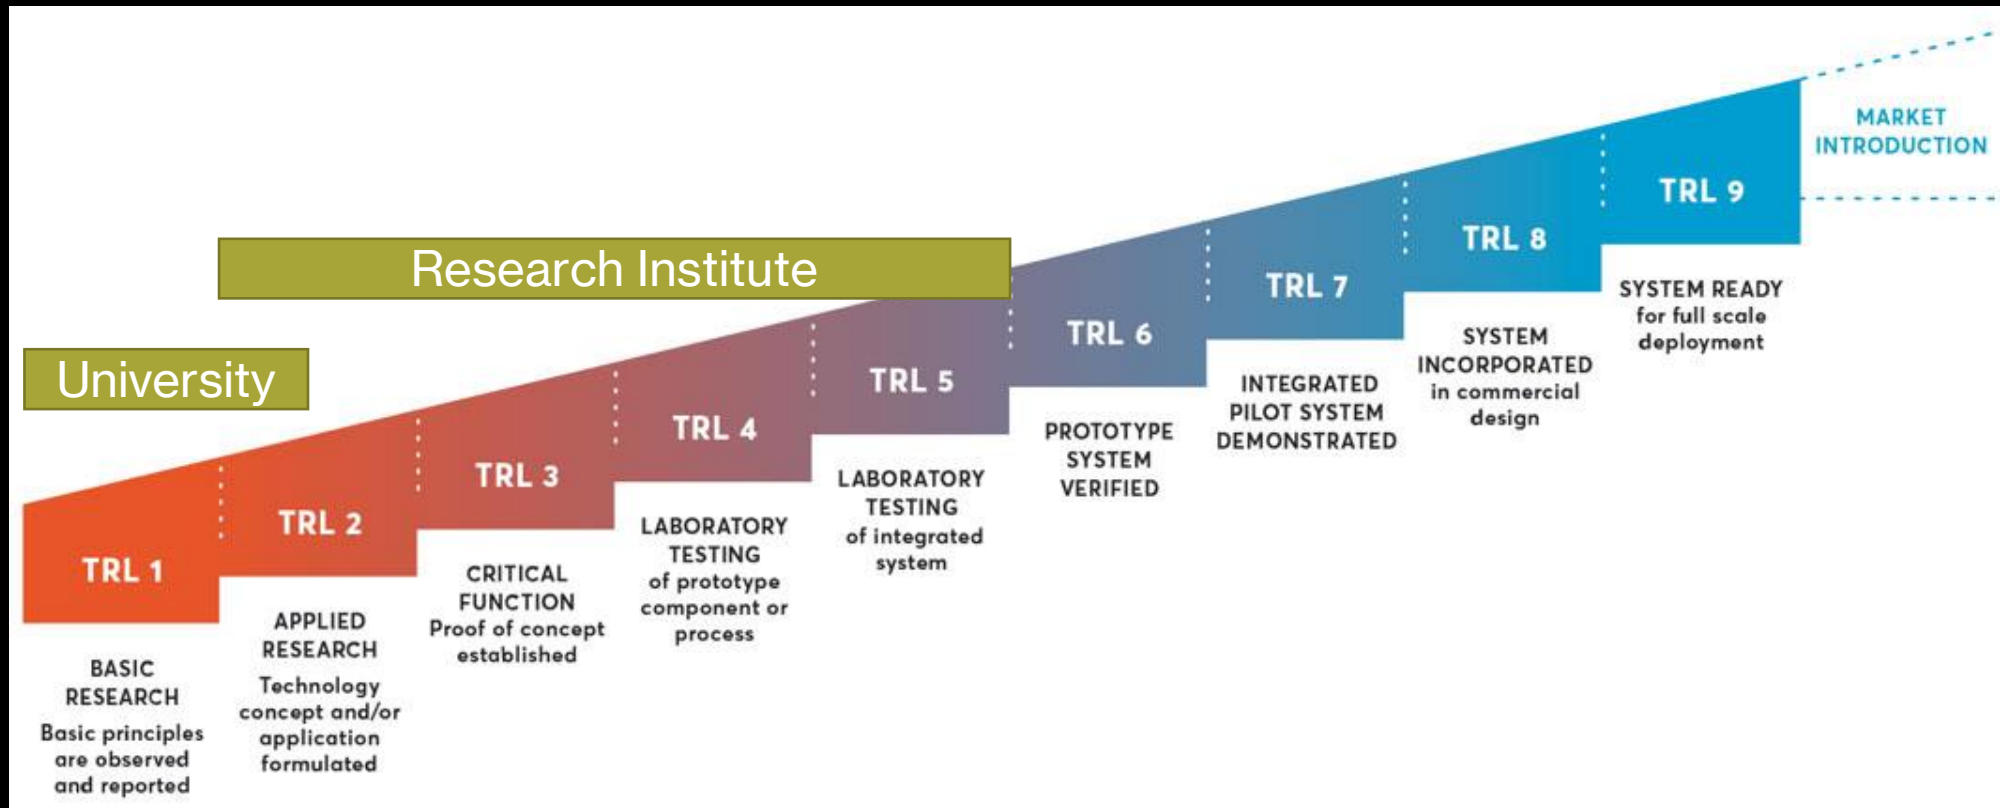 University
Research Institute
TRL 1
BASIC
RESEARCH
Basic principles
are observed
and reported
TRL 2
APPLIED
RESEARCH
Technology
concept and/or
application
formulated
TRL 3
CRITICAL
FUNCTION
Proof of concept
established
TRL 4
LABORATORY
TESTING
of prototype
component or
process
TRL 5
LABORATORY
TESTING
of integrated
system
TRL 6
PROTOTYPE
SYSTEM
VERIFIED
TRL 7
INTEGRATED
PILOT SYSTEM
DEMONSTRATED
TRL 8
SYSTEM
INCORPORATED
in commercial
design
TRL 9
SYSTEM READY
for full scale
deployment
MARKET
INTRODUCTION